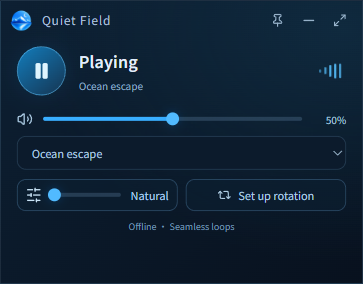 Quiet Field
Playing
Ocean escape
50%
Ocean escape
Natural
Set up rotation
Offline • Seamless loops